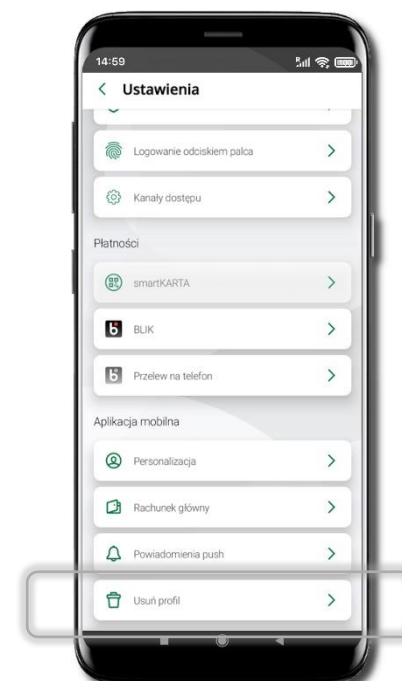 14:59
Ustawienia
Logowanie odciskiem palca
Kanały dostępu
Płatności
smartKARTA
BLIK
Przelew na telefon
Aplikacja mobilna
Personalizacja
Rachunek główny
Powiadomienia push
Usuń profil